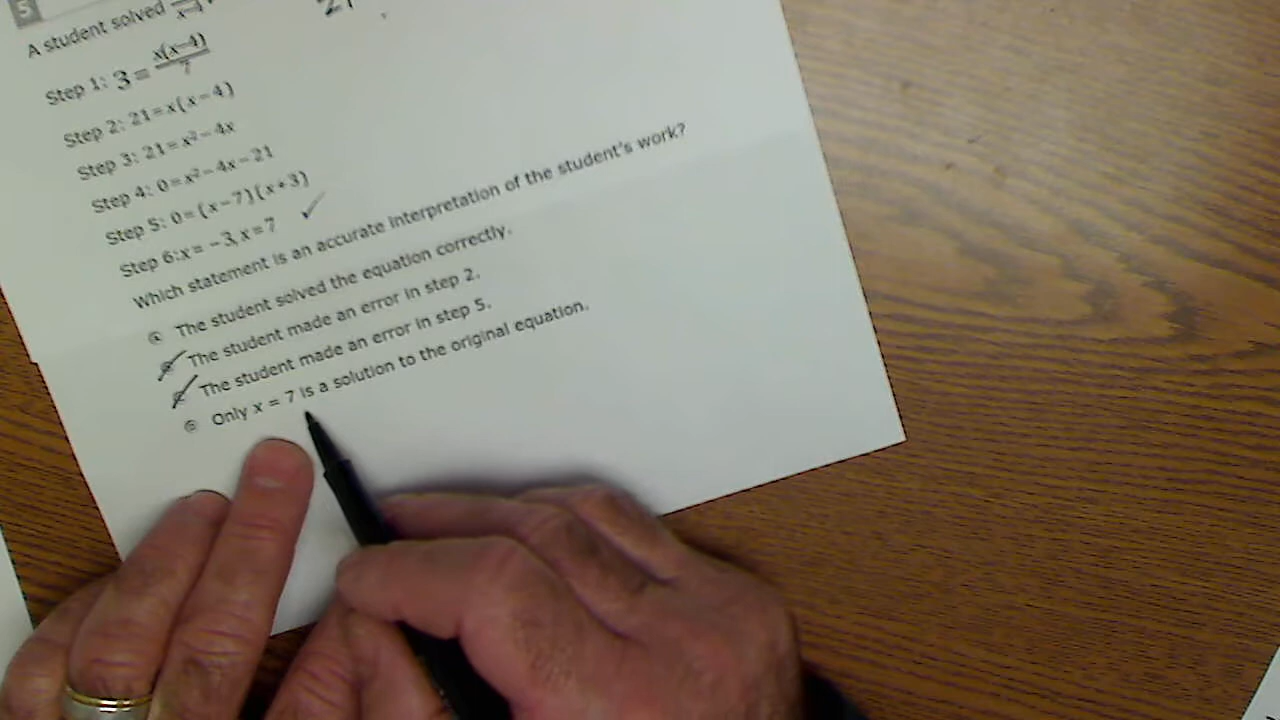 5
A student solved
Step 1: 3 = x(x−4)/7
Step 2: 21=x(x−4)
Step 3: 21=x²−4x
Step 4: 0=x²−4x−21
Step 5: 0=(x−7)(x+3)
Step 6:x= −3,x=7
Which statement is an accurate interpretation of the student's work?
The student solved the equation correctly.
The student made an error in step 2.
The student made an error in step 5.
Only x = 7 is a solution to the original equation.